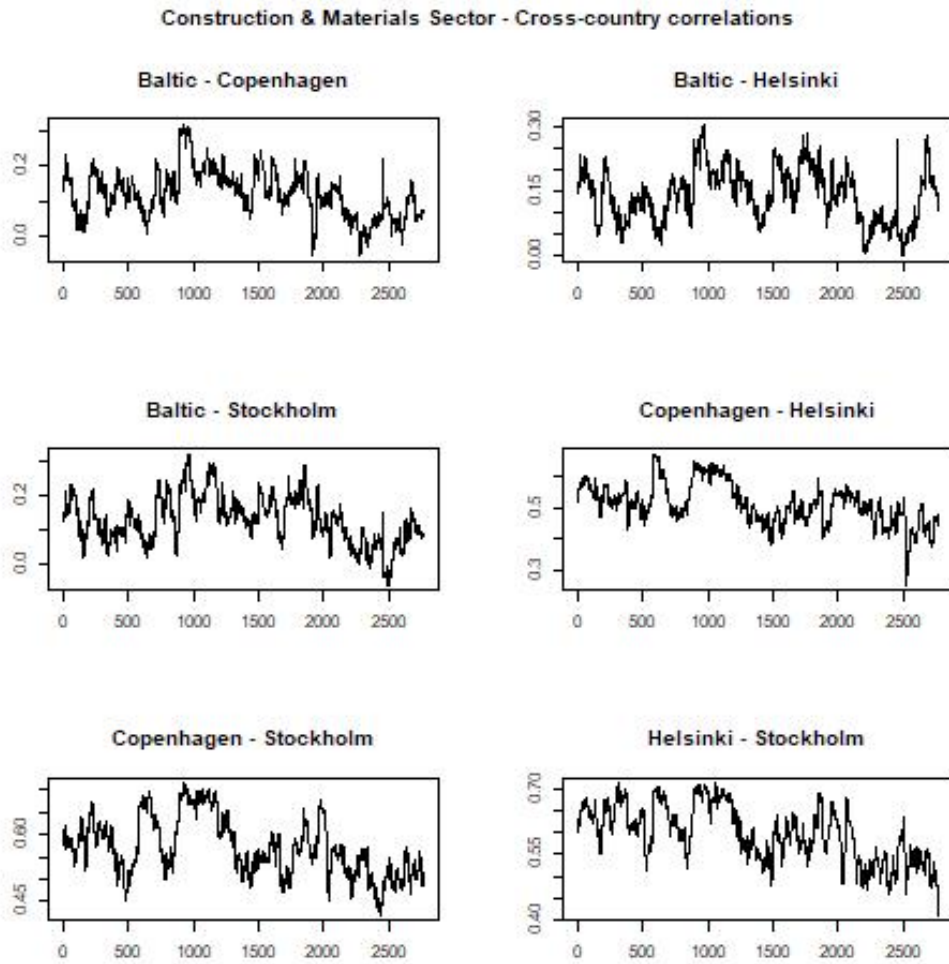 Construction & Materials Sector - Cross-country correlations
Baltic - Copenhagen
0.0 0.2
0 500 1000 1500 2000 2500
Baltic - Helsinki
0.00 0.15 0.30
0 500 1000 1500 2000 2500
Baltic - Stockholm
0.0 0.2
0 500 1000 1500 2000 2500
Copenhagen - Helsinki
0.3 0.5
0 500 1000 1500 2000 2500
Copenhagen - Stockholm
0.45 0.60
0 500 1000 1500 2000 2500
Helsinki - Stockholm
0.40 0.55 0.70
0 500 1000 1500 2000 2500